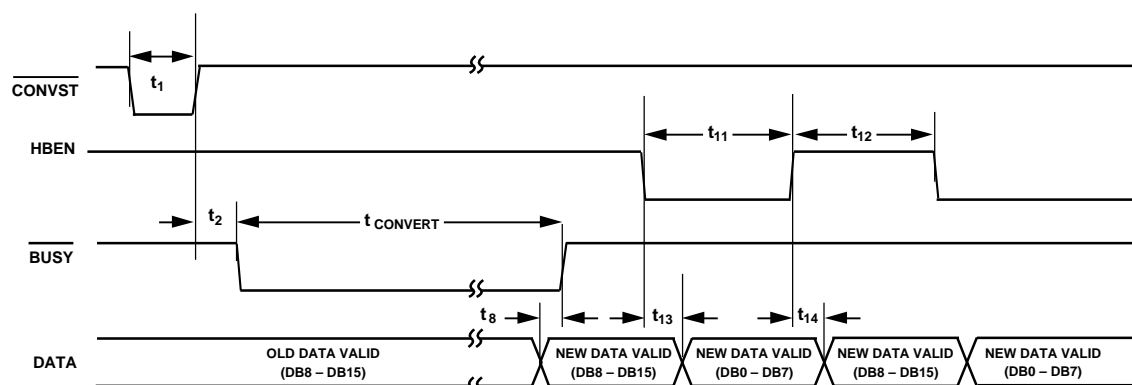 CONVST
t1
HBEN
t11
t12
t2
t CONVERT
BUSY
t8
t13
t14
DATA
OLD DATA VALID
(DB8 – DB15)
NEW DATA VALID
(DB8 – DB15)
NEW DATA VALID
(DB0 – DB7)
NEW DATA VALID
(DB8 – DB15)
NEW DATA VALID
(DB0 – DB7)